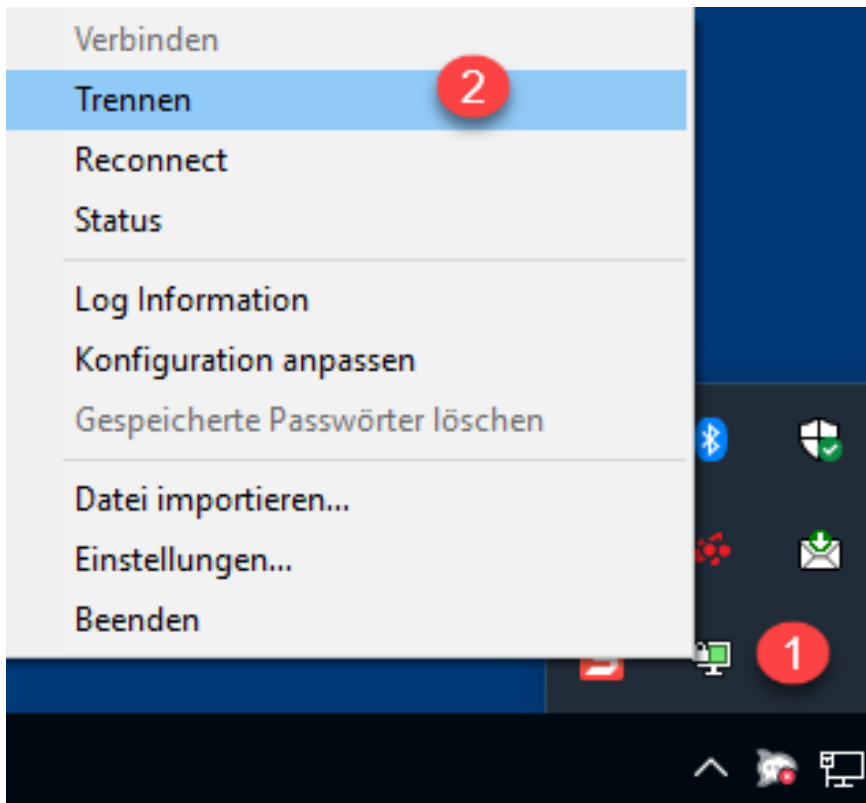 Verbinden
Trennen
2
Reconnect
Status
Log Information
Konfiguration anpassen
Gespeicherte Passwörter löschen
Datei importieren...
Einstellungen...
Beenden
1